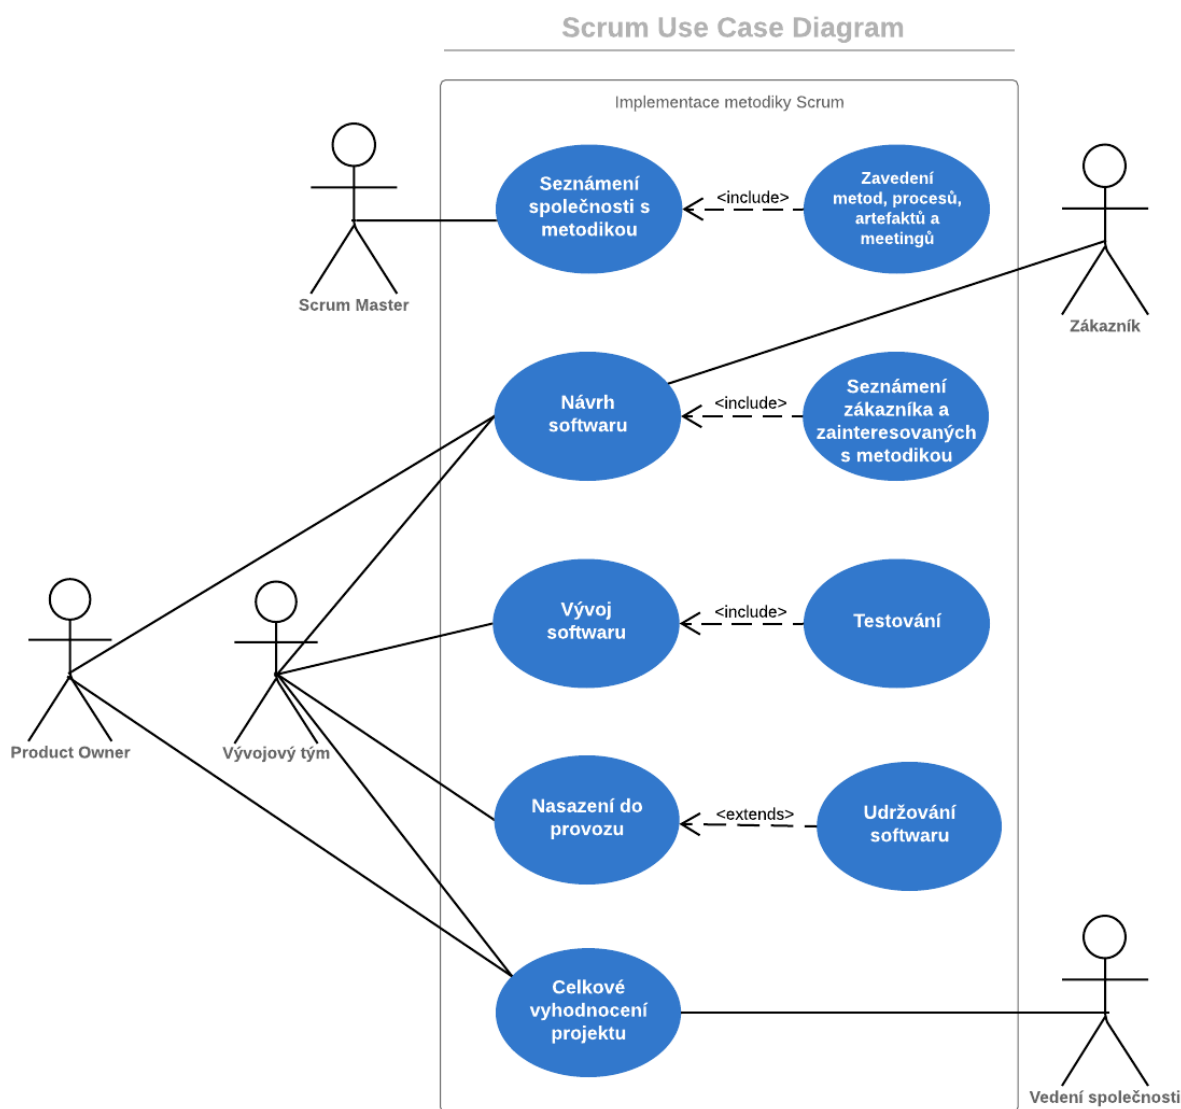 Scrum Use Case Diagram
Implementace metodiky Scrum
Seznámení
společnosti s
metodikou
<include>
Zavedení
metod, procesů,
artefaktů a
meetingů
Scrum Master
Zákazník
Návrh
softwaru
<include>
Seznámení
zákazníka a
zainteresovaných
s metodikou
Vývoj
softwaru
<include>
Testování
Product Owner
Vývojový tým
Nasazení do
provozu
<extends>
Udržování
softwaru
Celkové
vyhodnocení
projektu
Vedení společnosti